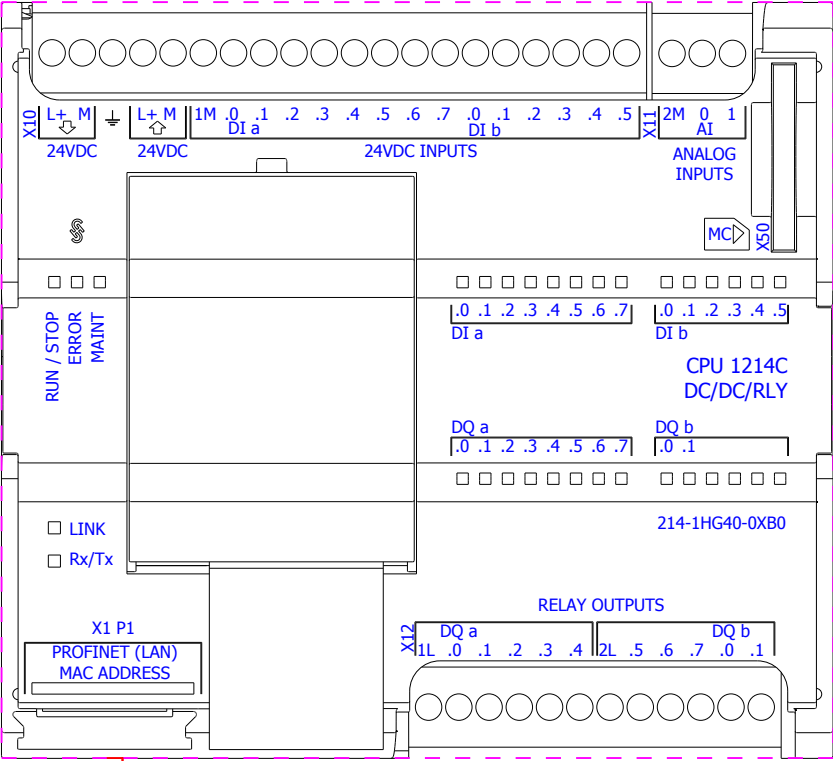 X10
L+ M
L+ M
1M .0 .1 .2 .3 .4 .5 .6 .7 .0 .1 .2 .3 .4 .5
X11
2M 0 1
DI a
DI b
AI
24VDC
24VDC
24VDC INPUTS
ANALOG
INPUTS
MC
X50
RUN / STOP
ERROR
MAINT
.0 .1 .2 .3 .4 .5 .6 .7
.0 .1 .2 .3 .4 .5
DI a
DI b
CPU 1214C
DC/DC/RLY
DQ a
DQ b
.0 .1 .2 .3 .4 .5 .6 .7
.0 .1
LINK
214-1HG40-0XB0
Rx/Tx
RELAY OUTPUTS
X1 P1
X12
DQ a
DQ b
1L .0 .1 .2 .3 .4
2L .5 .6 .7 .0 .1
PROFINET (LAN)
MAC ADDRESS